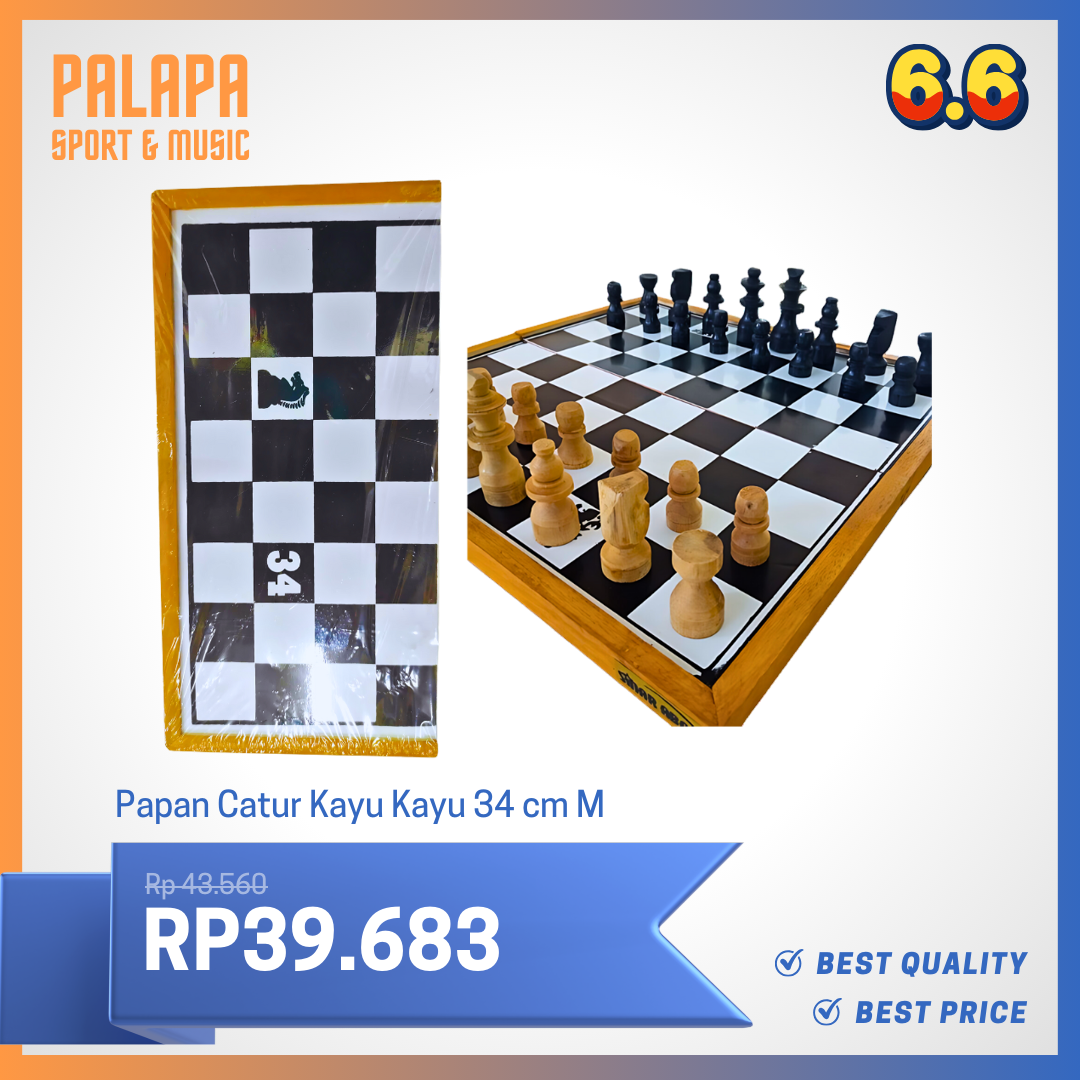 PALAPA
SPORT & MUSIC
6.6
34
SINAR
Papan Catur Kayu Kayu 34 cm M
Rp 43.560
RP39.683
BEST QUALITY
BEST PRICE